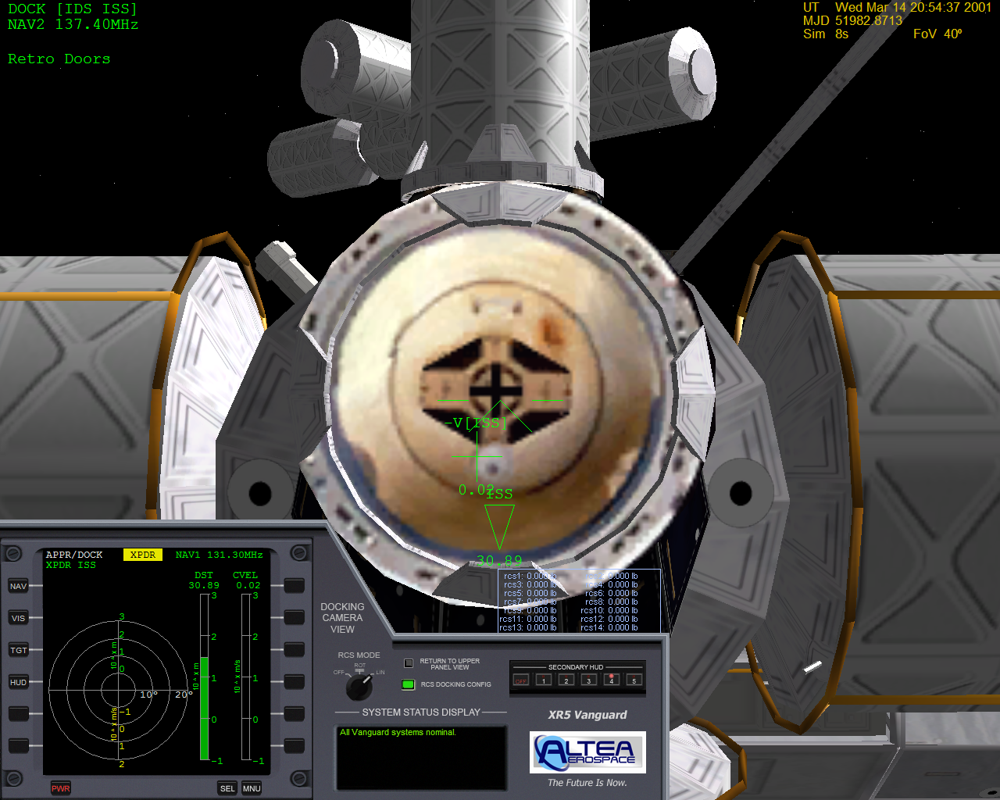 DOCK [IDS ISS]
NAV2 137.40MHz
Retro Doors
UT Wed Mar 14 20:54:37 2001
MJD 51982.8713
Sim 8s FoV 40°
-V[ISS]
0.02
ISS
30.89
rcs1: 0.000 lb
rcs3: 0.000 lb rcs4: 0.000 lb
rcs5: 0.000 lb rcs6: 0.000 lb
rcs7: 0.000 lb rcs8: 0.000 lb
rcs9: 0.000 lb rcs10: 0.000 lb
rcs11: 0.000 lb rcs12: 0.000 lb
rcs13: 0.000 lb rcs14: 0.000 lb
APPR/DOCK XPDR NAV1 131.30MHz
XPDR ISS
DST CVEL
30.89 0.02
NAV
VIS
TGT
HUD
3
2
1
0
10^ x m
10° 20°
-1
0
1
2
10^ x m/s
3
2
1
0
-1
10^ x m
3
2
1
0
-1
10^ x m/s
PWR
SEL
MNU
DOCKING
CAMERA
VIEW
RCS MODE
OFF
ROT
LIN
RETURN TO UPPER
PANEL VIEW
RCS DOCKING CONFIG
SECONDARY HUD
OFF 1 2 3 4 5
SYSTEM STATUS DISPLAY
All Vanguard systems nominal.
XR5 Vanguard
ALTEA
AEROSPACE
The Future Is Now.